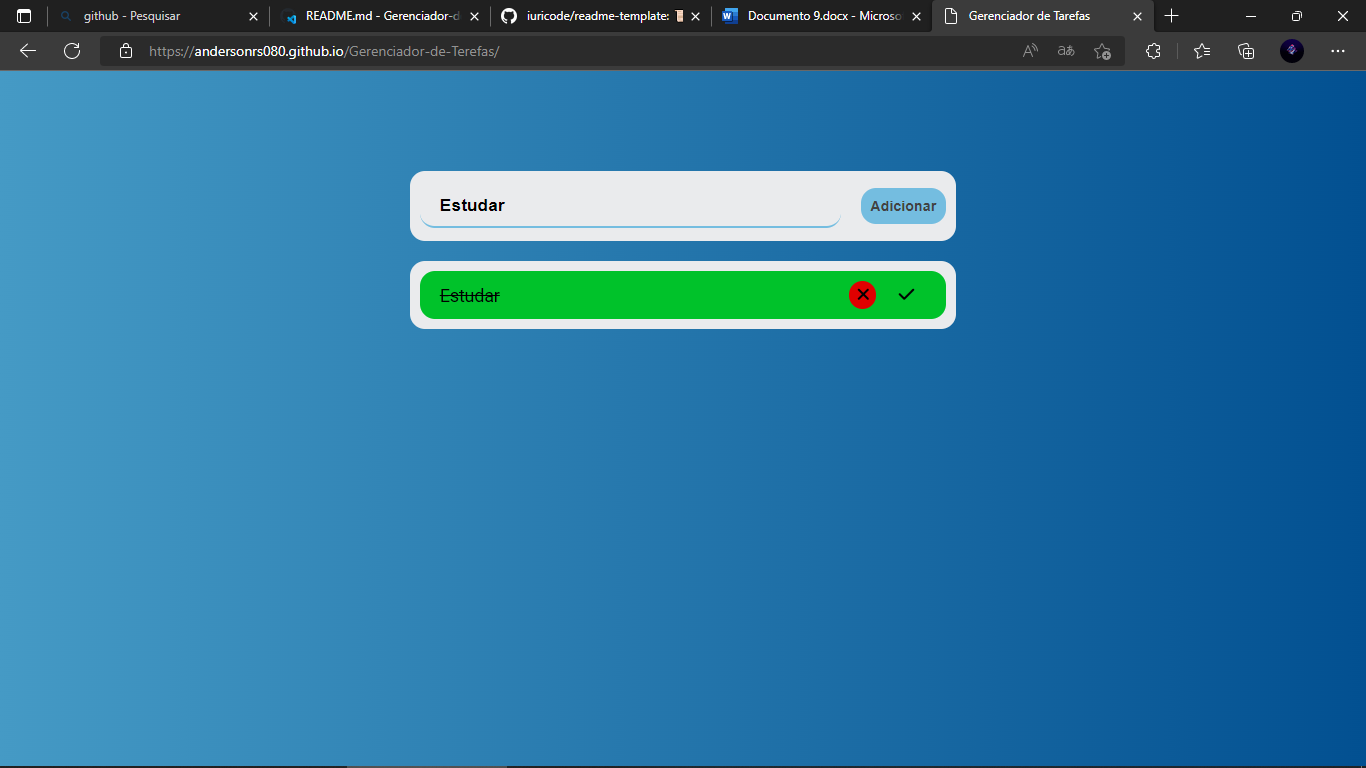 github - Pesquisar
README.md - Gerenciador-d
iuricode/readme-template:
Documento 9.docx - Microso
Gerenciador de Tarefas
https://andersonrs080.github.io/Gerenciador-de-Terefas/
Estudar
Adicionar
Estudar